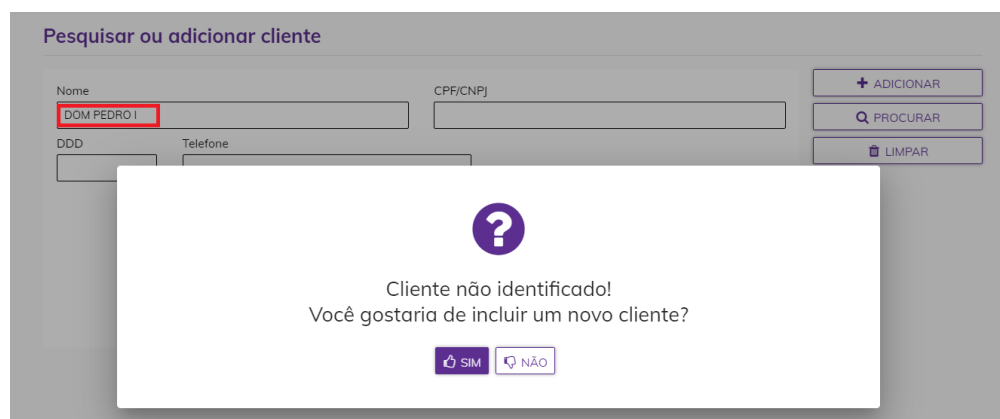 Pesquisar ou adicionar cliente
Nome
CPF/CNPJ
ADICIONAR
DOM PEDRO I
PROCURAR
DDD
Telefone
LIMPAR
Cliente não identificado!
Você gostaria de incluir um novo cliente?
SIM
NÃO